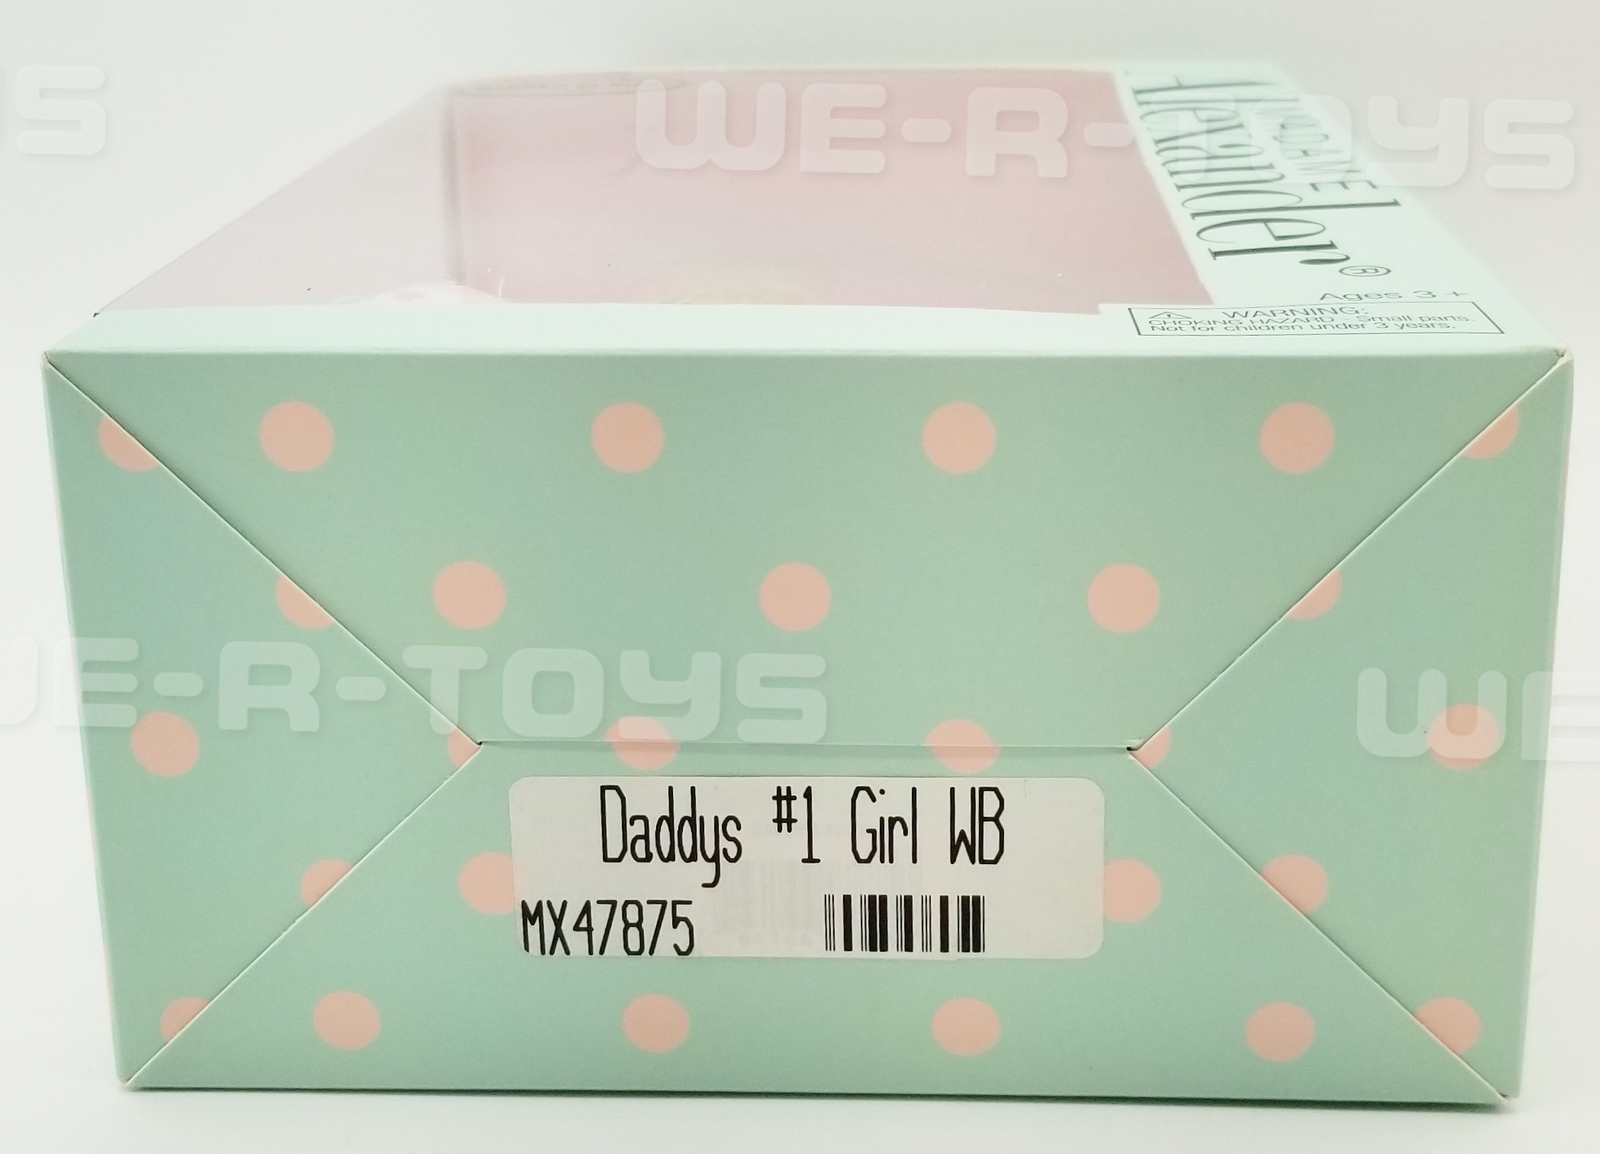 WE-R-TOYS
MADAME
Alexander®
Ages 3 +
WARNING:
CHOKING HAZARD - Small parts.
Not for children under 3 years.
WE-R-TOYS
Daddys #1 Girl WB
MX47875